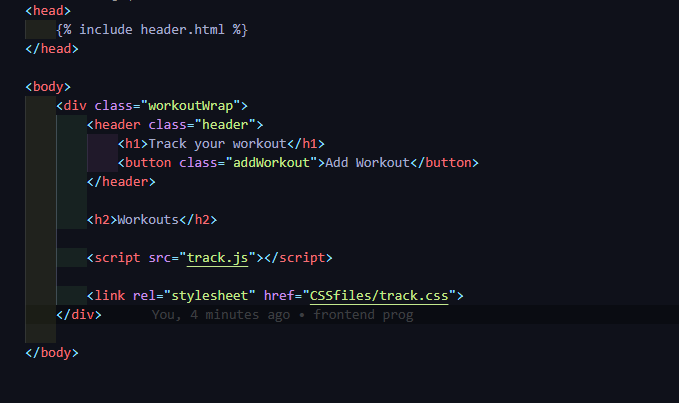 <head>
{% include header.html %}
</head>
<body>
<div class="workoutWrap">
<header class="header">
<h1>Track your workout</h1>
<button class="addWorkout">Add Workout</button>
</header>
<h2>Workouts</h2>
<script src="track.js"></script>
<link rel="stylesheet" href="CSSfiles/track.css">
</div> You, 4 minutes ago • frontend prog
</body>